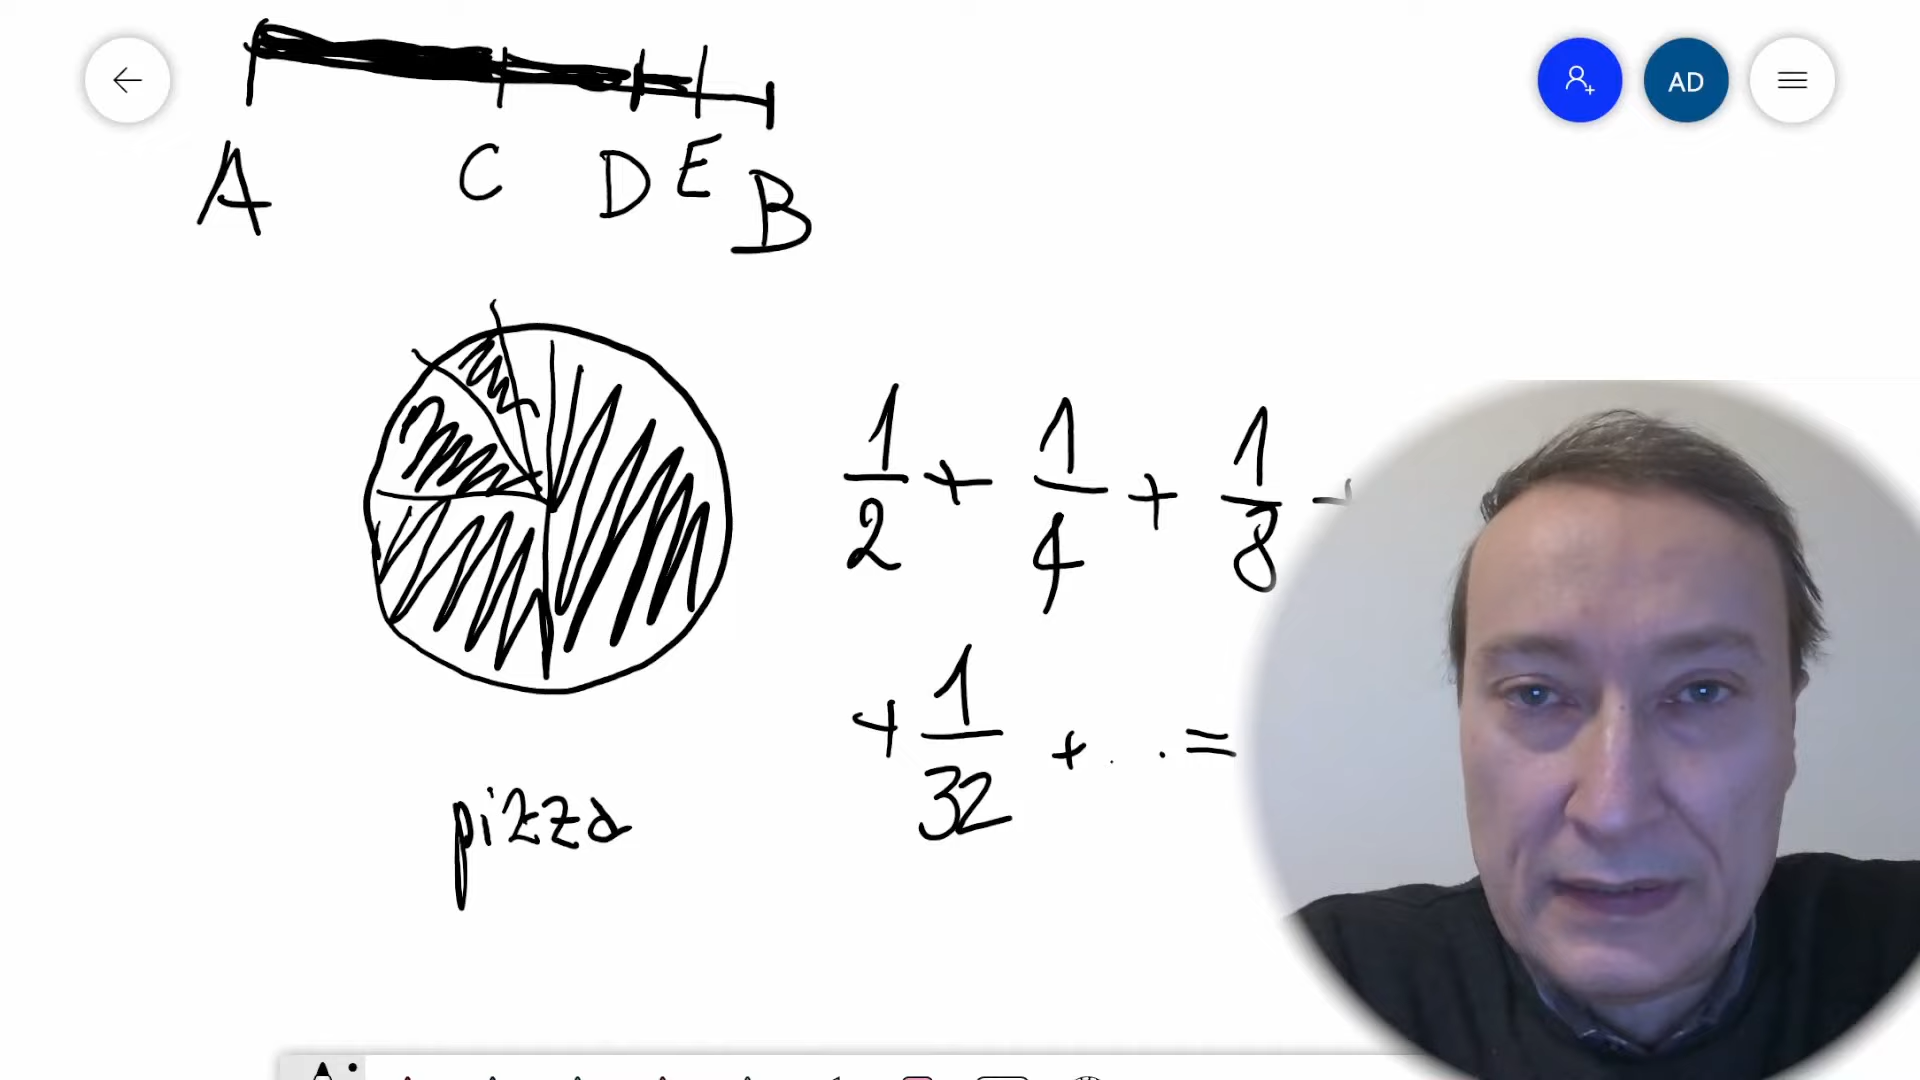 AD
A C D E B
1/2 + 1/4 + 1/8 +
+ 1/32 + . . =
pizza